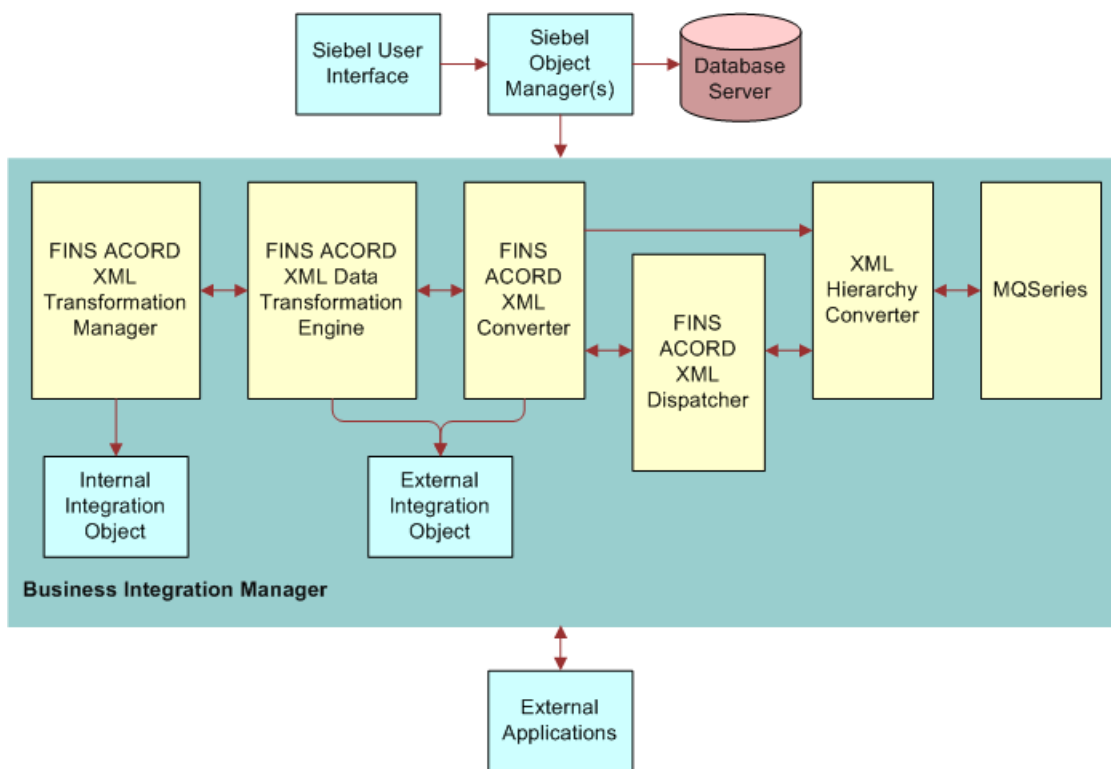 Siebel User
Interface
Siebel
Object
Manager(s)
Database
Server
FINS ACORD
XML
Transformation
Manager
FINS ACORD
XML Data
Transformation
Engine
FINS
ACORD
XML
Converter
FINS
ACORD
XML
Dispatcher
XML
Hierarchy
Converter
MQSeries
Internal
Integration
Object
External
Integration
Object
Business Integration Manager
External
Applications